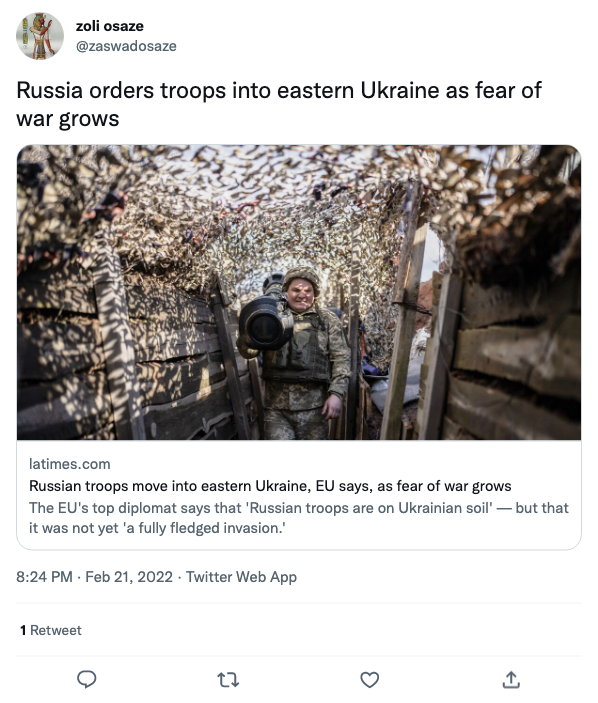 zoli osaze
@zaswadosaze
Russia orders troops into eastern Ukraine as fear of
war grows
latimes.com
Russian troops move into eastern Ukraine, EU says, as fear of war grows
The EU's top diplomat says that 'Russian troops are on Ukrainian soil' — but that
it was not yet 'a fully fledged invasion.'
8:24 PM · Feb 21, 2022 · Twitter Web App
1 Retweet